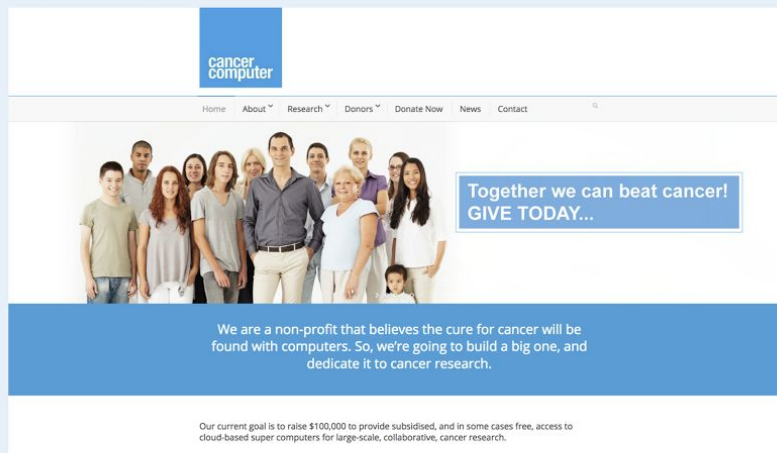 cancer
computer
Home About Research Donors Donate Now News Contact
Together we can beat cancer!
GIVE TODAY...
We are a non-profit that believes the cure for cancer will be
found with computers. So, we're going to build a big one, and
dedicate it to cancer research.
Our current goal is to raise $100,000 to provide subsidised, and in some cases free, access to
cloud-based super computers for large-scale, collaborative, cancer research.